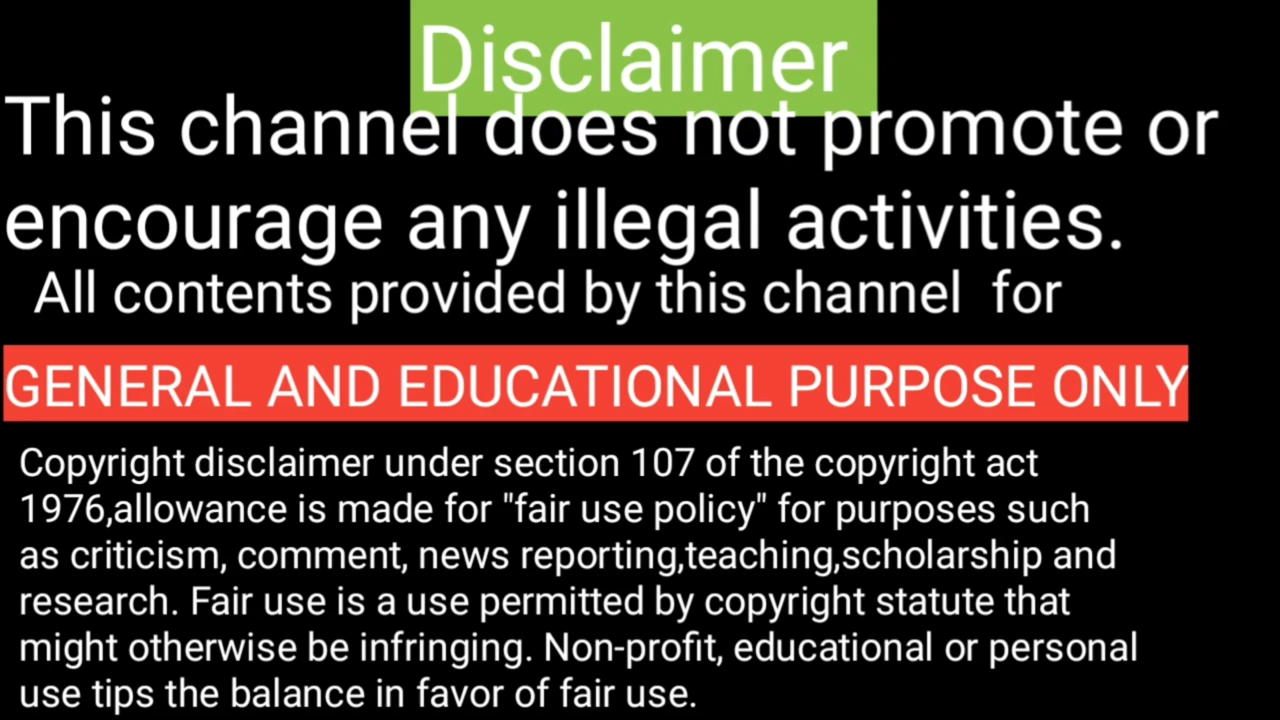 Disclaimer
This channel does not promote or
encourage any illegal activities.
All contents provided by this channel  for
GENERAL AND EDUCATIONAL PURPOSE ONLY
Copyright disclaimer under section 107 of the copyright act
1976,allowance is made for "fair use policy" for purposes such
as criticism, comment, news reporting,teaching,scholarship and
research. Fair use is a use permitted by copyright statute that
might otherwise be infringing. Non-profit, educational or personal
use tips the balance in favor of fair use.